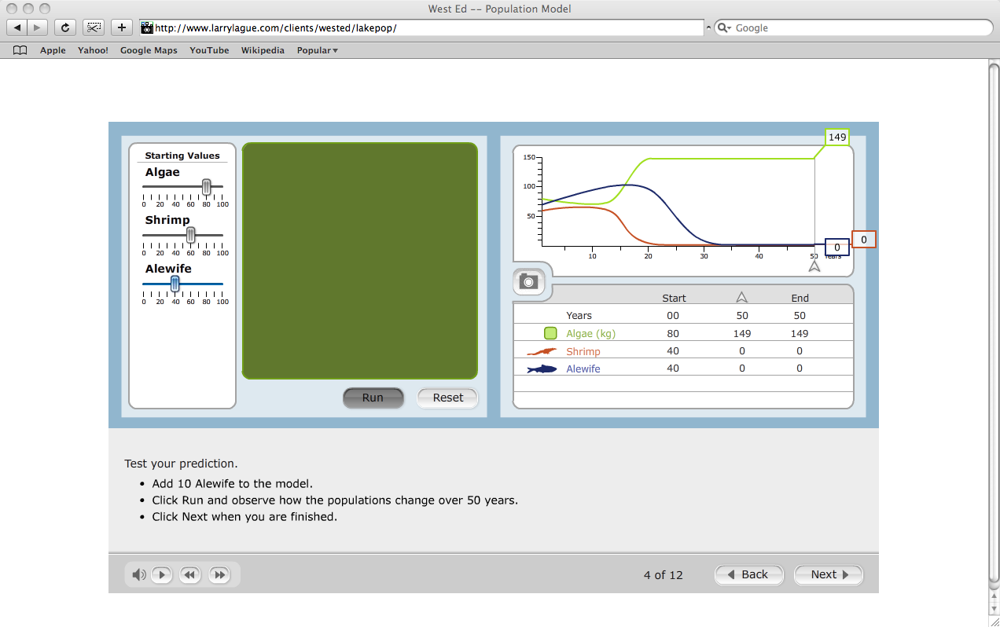 West Ed -- Population Model
http://www.larrylague.com/clients/wested/lakepop/
Google
Apple Yahoo! Google Maps YouTube Wikipedia Popular
Starting Values
Algae
0 20 40 60 80 100
Shrimp
0 20 40 60 80 100
Alewife
0 20 40 60 80 100
Run Reset
149
150
100
50
0
0
10 20 30 40 50 Years
Start End
Years 00 50 50
Algae (kg) 80 149 149
Shrimp 40 0 0
Alewife 40 0 0
Test your prediction.
• Add 10 Alewife to the model.
• Click Run and observe how the populations change over 50 years.
• Click Next when you are finished.
4 of 12 Back Next